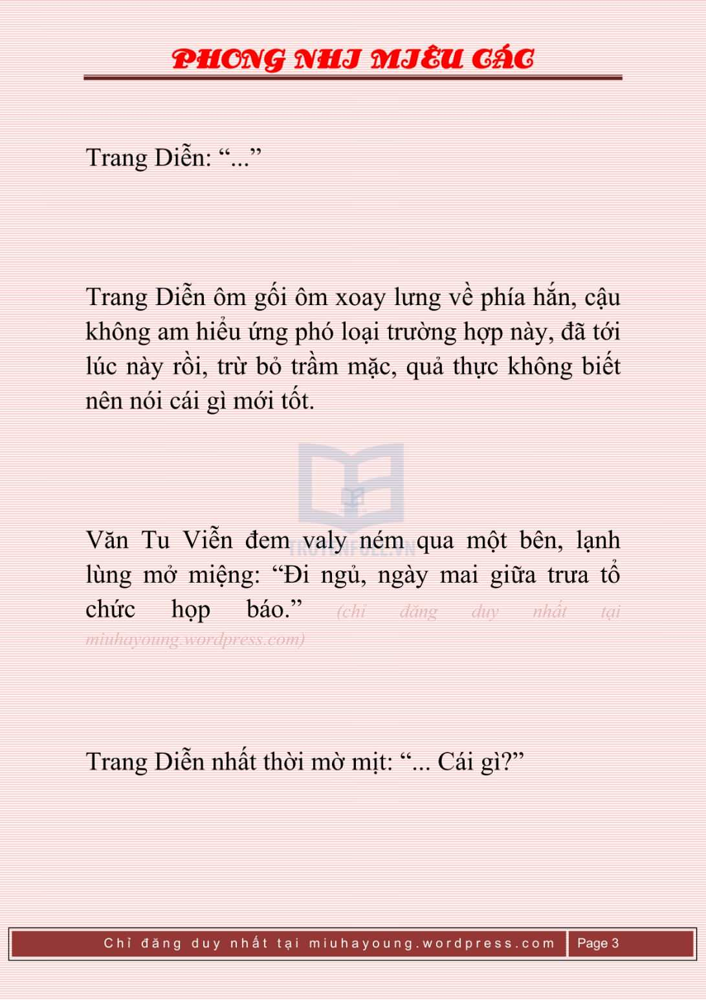 PHONG NHI MIÊU CÁC
Trang Diễn: “...”
Trang Diễn ôm gối ôm xoay lưng về phía hắn, cậu
không am hiểu ứng phó loại trường hợp này, đã tới
lúc này rồi, trừ bỏ trầm mặc, quả thực không biết
nên nói cái gì mới tốt.
Văn Tu Viễn đem valy ném qua một bên, lạnh
lùng mở miệng: “Đi ngủ, ngày mai giữa trưa tổ
chức họp báo.” (chỉ đăng duy nhất tại
miuhayoung.wordpress.com)
TRUYENFULL.VN
Trang Diễn nhất thời mờ mịt: “... Cái gì?”
Chỉ đăng duy nhất tại miuhayoung.wordpress.com Page 3